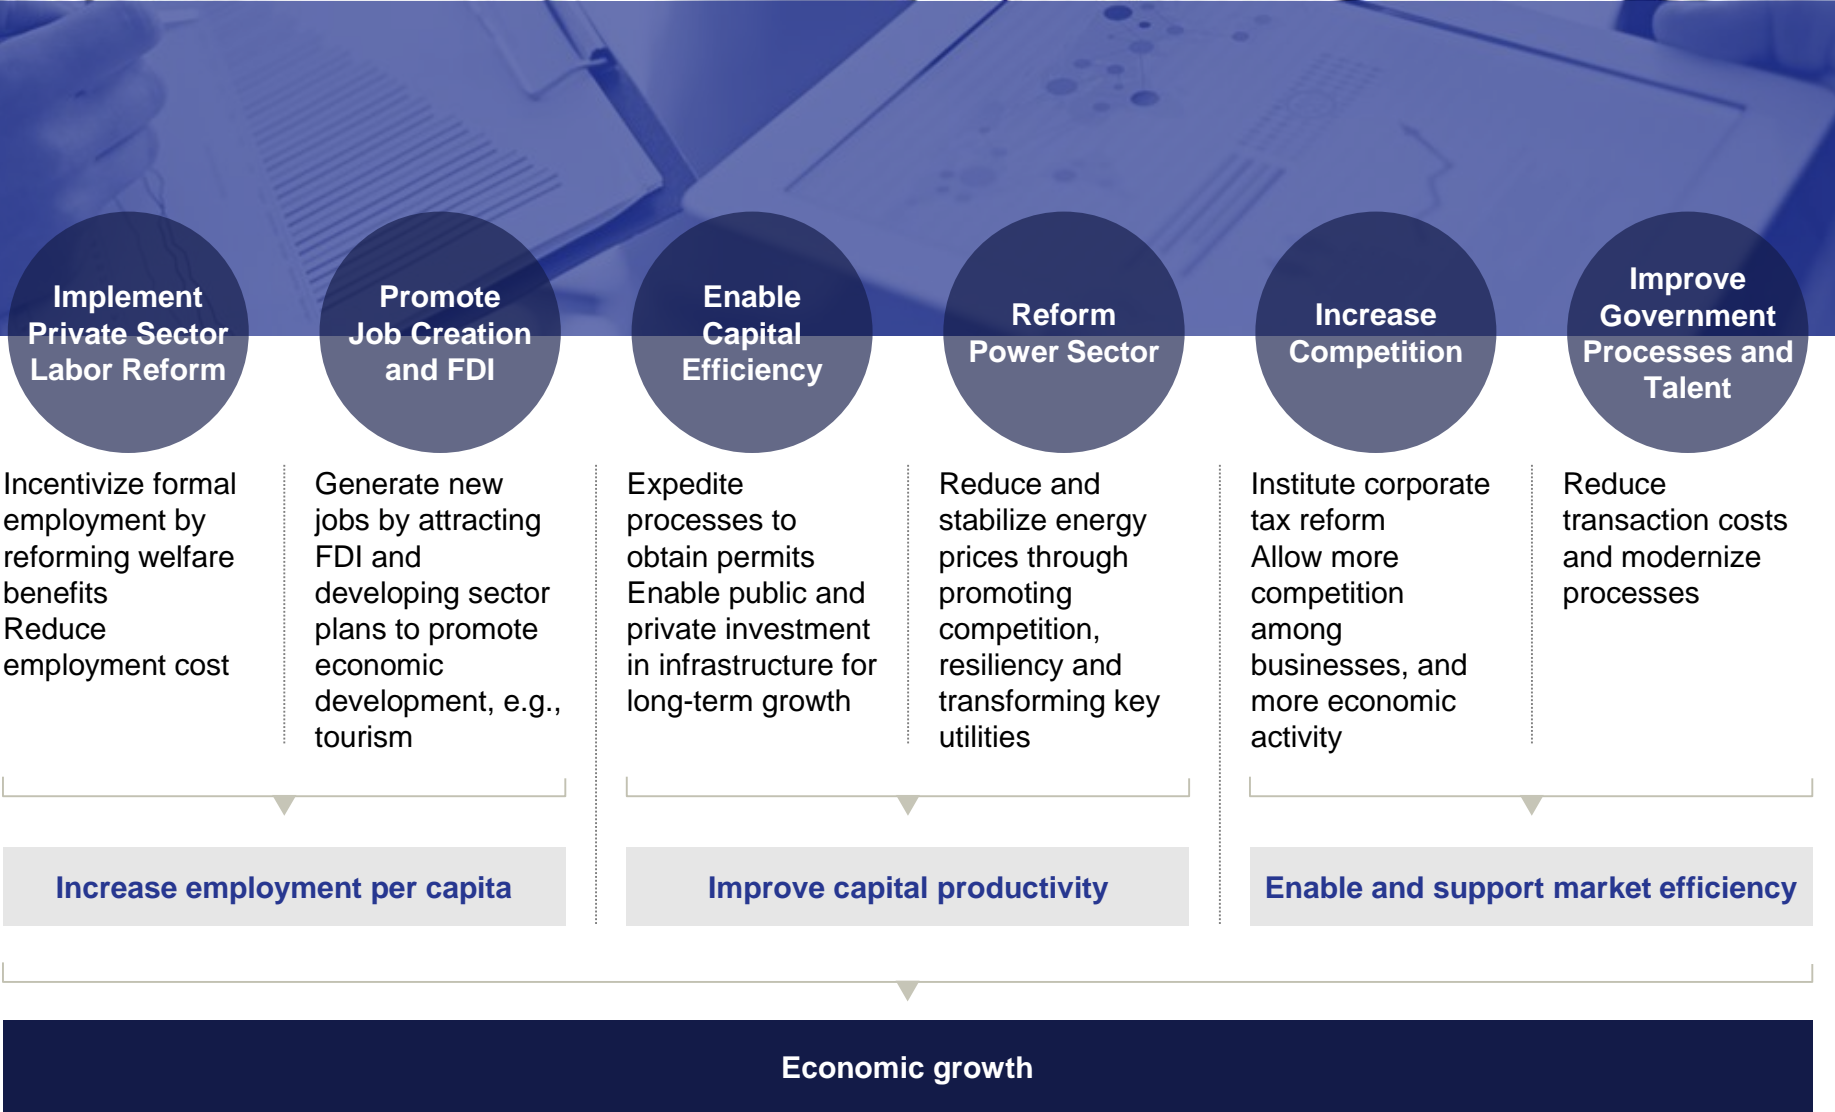 Implement
Private Sector
Labor Reform
Promote
Job Creation
and FDI
Enable
Capital
Efficiency
Reform
Power Sector
Increase
Competition
Improve
Government
Processes and
Talent
Incentivize formal
employment by
reforming welfare
benefits
Reduce
employment cost
Generate new
jobs by attracting
FDI and
developing sector
plans to promote
economic
development, e.g.,
tourism
Expedite
processes to
obtain permits
Enable public and
private investment
in infrastructure for
long-term growth
Reduce and
stabilize energy
prices through
promoting
competition,
resiliency and
transforming key
utilities
Institute corporate
tax reform
Allow more
competition
among
businesses, and
more economic
activity
Reduce
transaction costs
and modernize
processes
Increase employment per capita
Improve capital productivity
Enable and support market efficiency
Economic growth